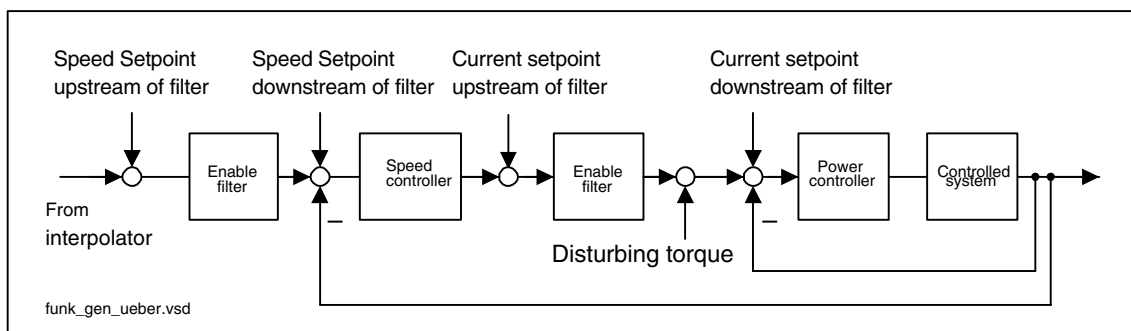 Speed Setpoint
upstream of filter
Speed Setpoint
downstream of filter
Current setpoint
upstream of filter
Current setpoint
downstream of filter
From
interpolator
Enable
filter
Speed
controller
Enable
filter
Power
controller
Controlled
system
–
–
Disturbing torque
funk_gen_ueber.vsd